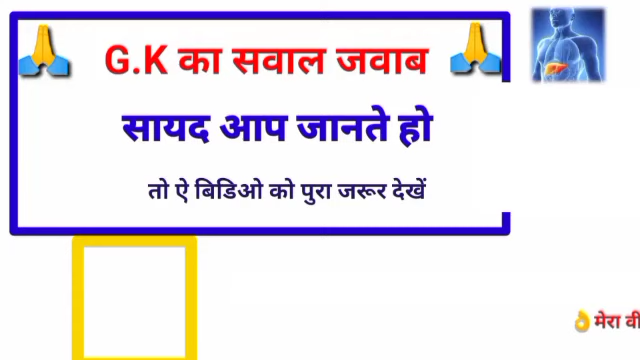 G.K का सवाल जवाब
सायद आप जानते हो
तो ऐ बिडिओ को पुरा जरूर देखें
मेरा वी